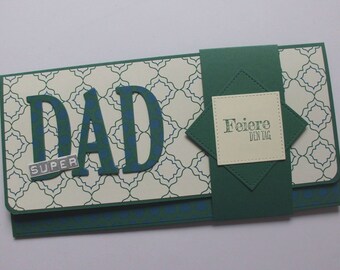 DAD
SUPER
Feiere
DEN TAG